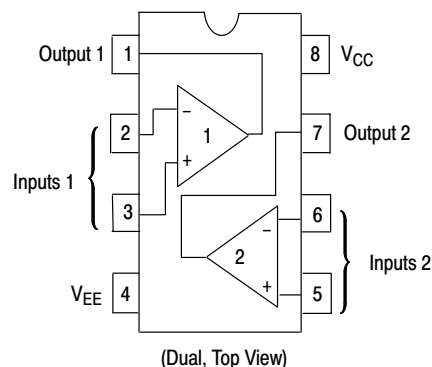 Output 1 1 8 VCC
2 − 1 7 Output 2
Inputs 1 +
3 − 6
2 Inputs 2
VEE 4 + 5
(Dual, Top View)